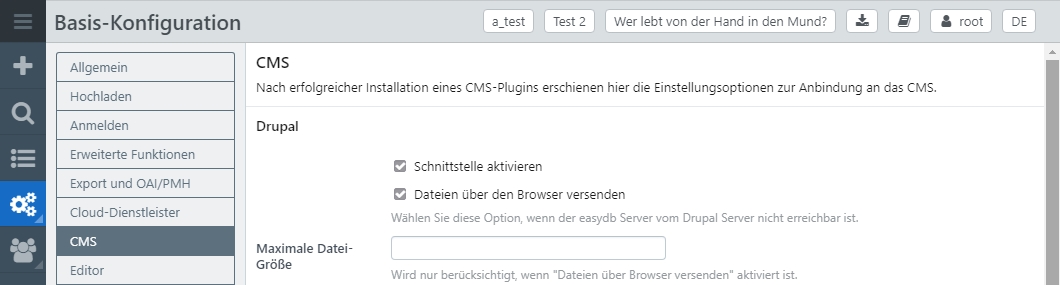 Basis-Konfiguration
a_test
Test 2
Wer lebt von der Hand in den Mund?
root
DE
Allgemein
Hochladen
Anmelden
Erweiterte Funktionen
Export und OAI/PMH
Cloud-Dienstleister
CMS
Editor
CMS
Nach erfolgreicher Installation eines CMS-Plugins erschienen hier die Einstellungsoptionen zur Anbindung an das CMS.
Drupal
Schnittstelle aktivieren
Dateien über den Browser versenden
Wählen Sie diese Option, wenn der easydb Server vom Drupal Server nicht erreichbar ist.
Maximale Datei-
Größe
Wird nur berücksichtigt, wenn "Dateien über Browser versenden" aktiviert ist.